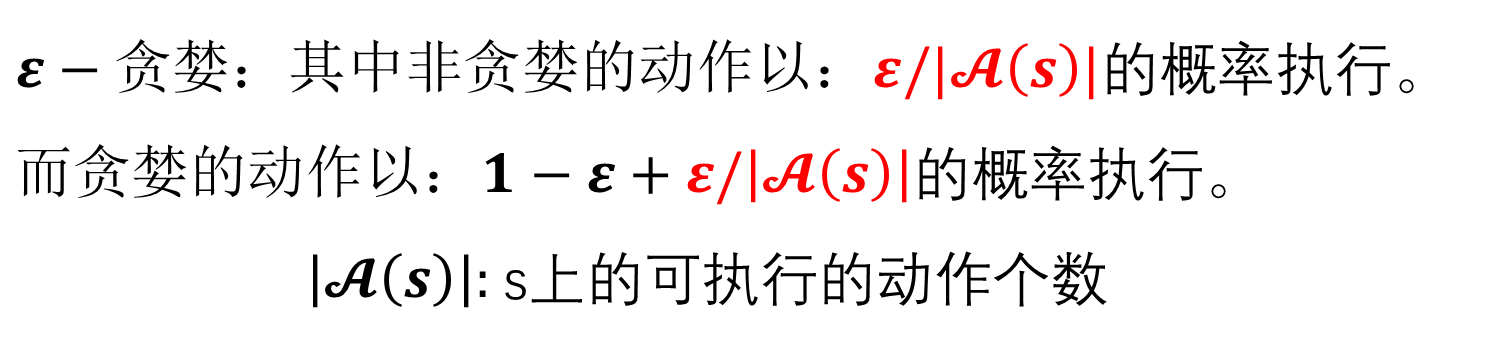 ε − 贪婪：其中非贪婪的动作以：ε/|𝒜(s)|的概率执行。
而贪婪的动作以：1 − ε + ε/|𝒜(s)|的概率执行。
|𝒜(s)|: s上的可执行的动作个数